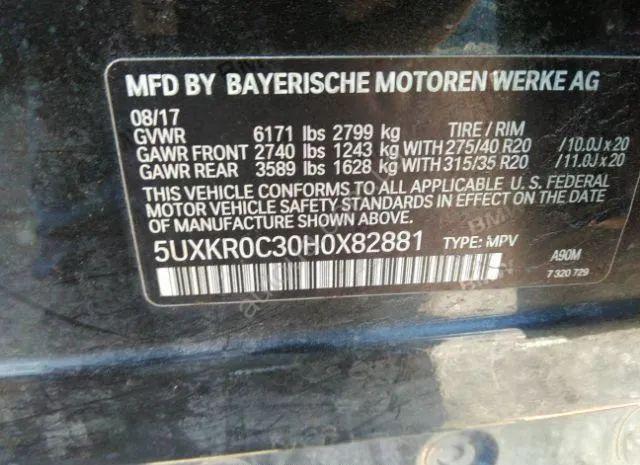 MFD BY BAYERISCHE MOTOREN WERKE AG
08/17
GVWR 6171 lbs 2799 kg TIRE / RIM
GAWR FRONT 2740 lbs 1243 kg WITH 275/40 R20 /10.0J x 20
GAWR REAR 3589 lbs 1628 kg WITH 315/35 R20 /11.0J x 20
THIS VEHICLE CONFORMS TO ALL APPLICABLE U. S. FEDERAL
MOTOR VEHICLE SAFETY STANDARDS IN EFFECT ON THE DATE
OF MANUFACTURE SHOWN ABOVE.
5UXKR0C30H0X82881 TYPE: MPV A90M
7 320 729